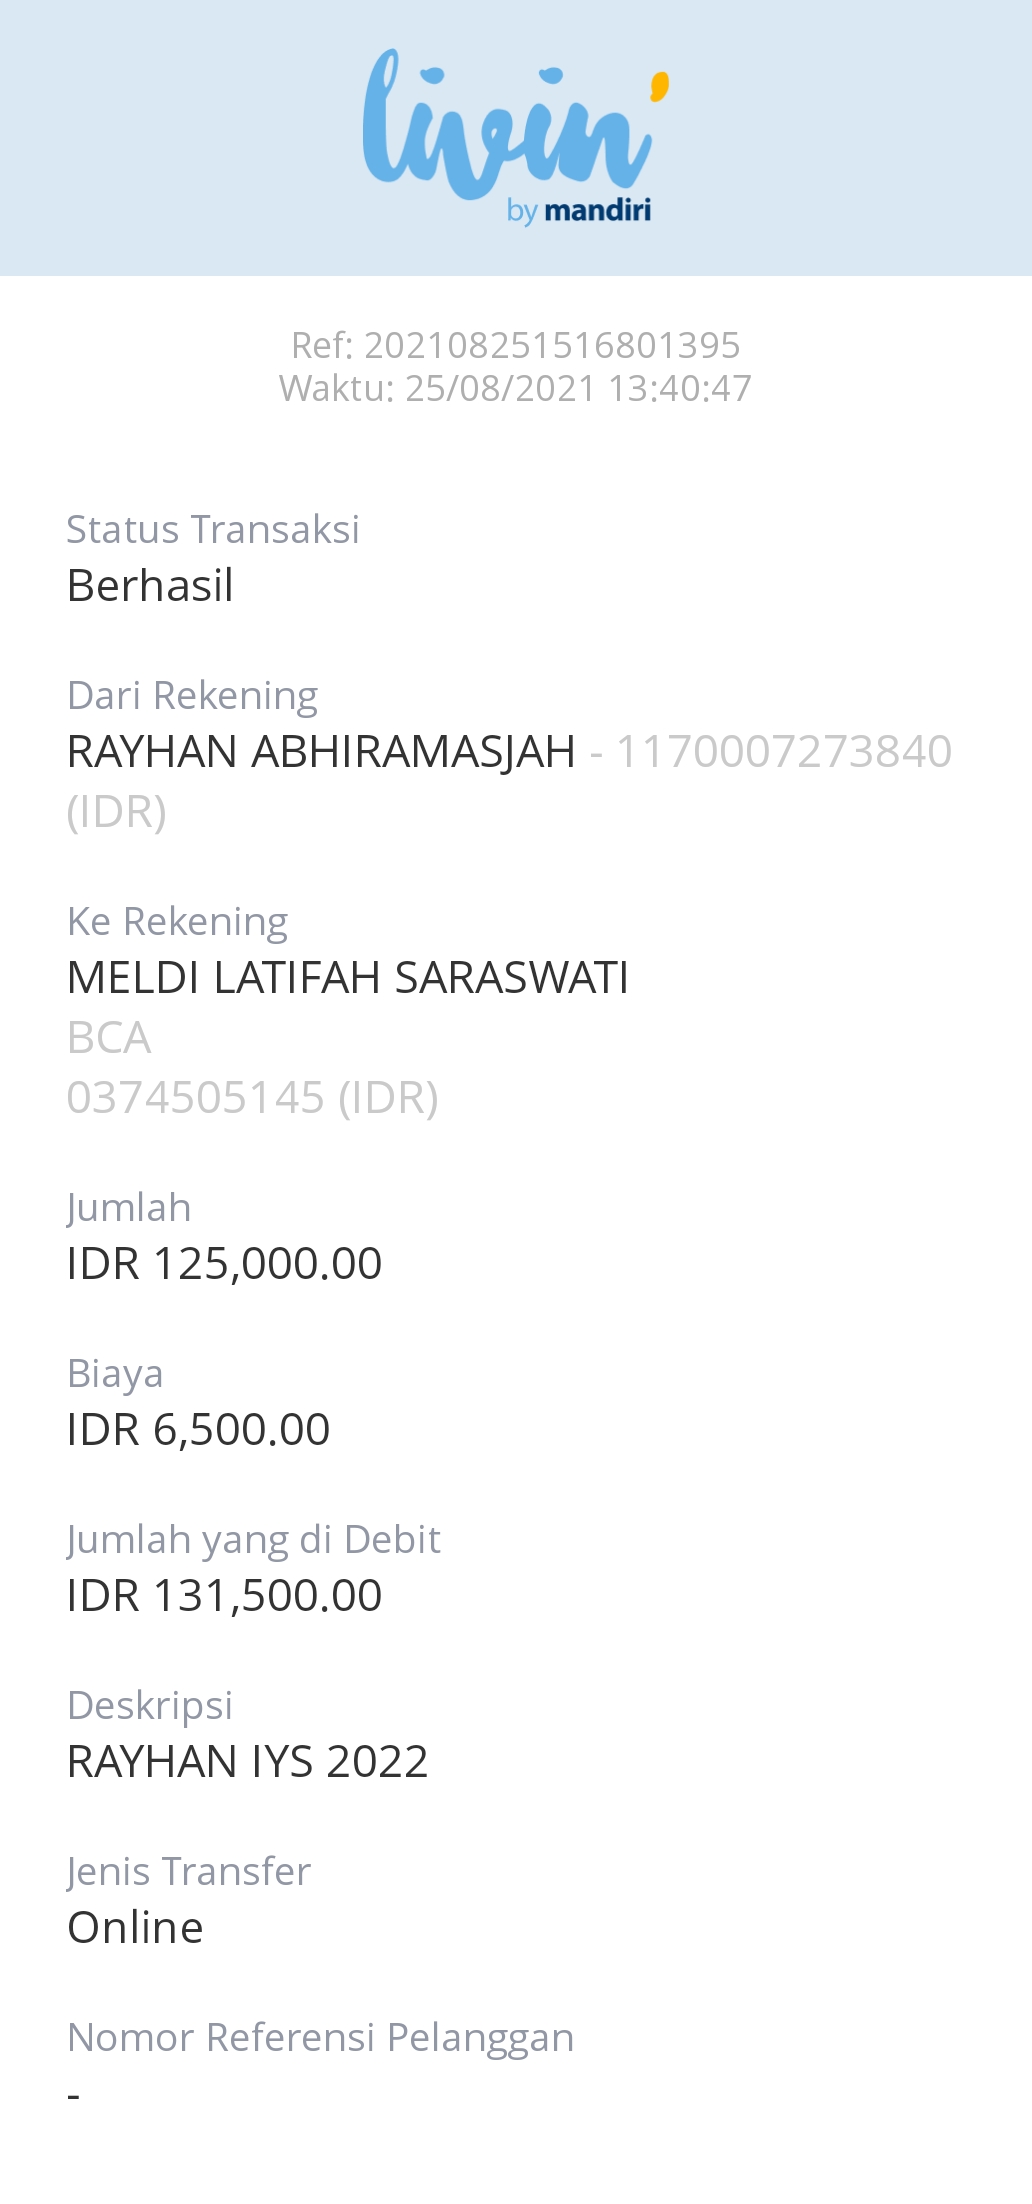 livin'
by mandiri
Ref: 202108251516801395
Waktu: 25/08/2021 13:40:47
Status Transaksi
Berhasil
Dari Rekening
RAYHAN ABHIRAMASJAH - 1170007273840
(IDR)
Ke Rekening
MELDI LATIFAH SARASWATI
BCA
0374505145 (IDR)
Jumlah
IDR 125,000.00
Biaya
IDR 6,500.00
Jumlah yang di Debit
IDR 131,500.00
Deskripsi
RAYHAN IYS 2022
Jenis Transfer
Online
Nomor Referensi Pelanggan
-